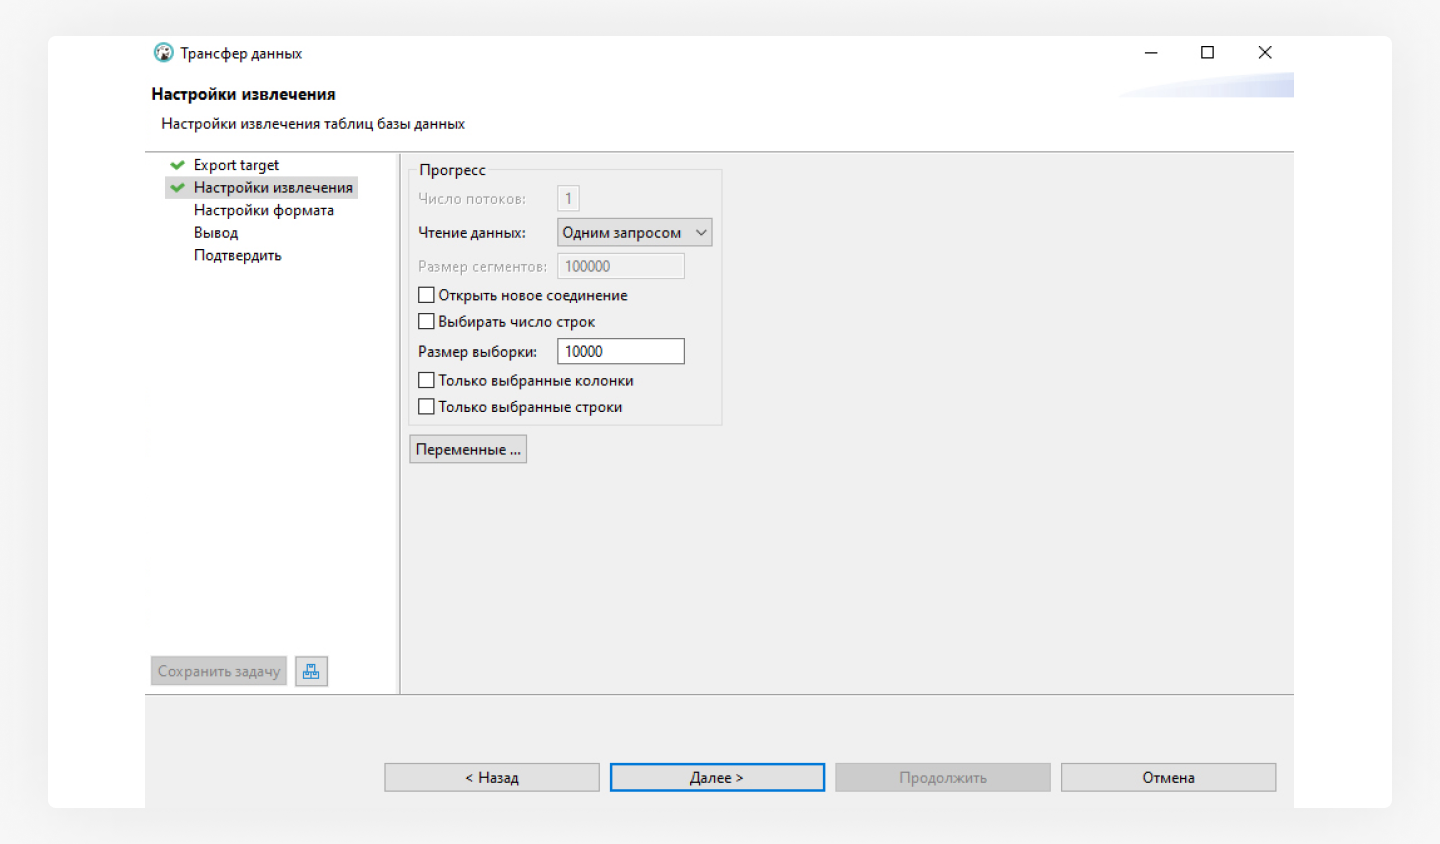 Трансфер данных
Настройки извлечения
Настройки извлечения таблиц базы данных
Export target
Настройки извлечения
Настройки формата
Вывод
Подтвердить
Прогресс
Число потоков: 1
Чтение данных: Одним запросом
Размер сегментов: 100000
Открыть новое соединение
Выбирать число строк
Размер выборки: 10000
Только выбранные колонки
Только выбранные строки
Переменные ...
Сохранить задачу
< Назад
Далее >
Продолжить
Отмена